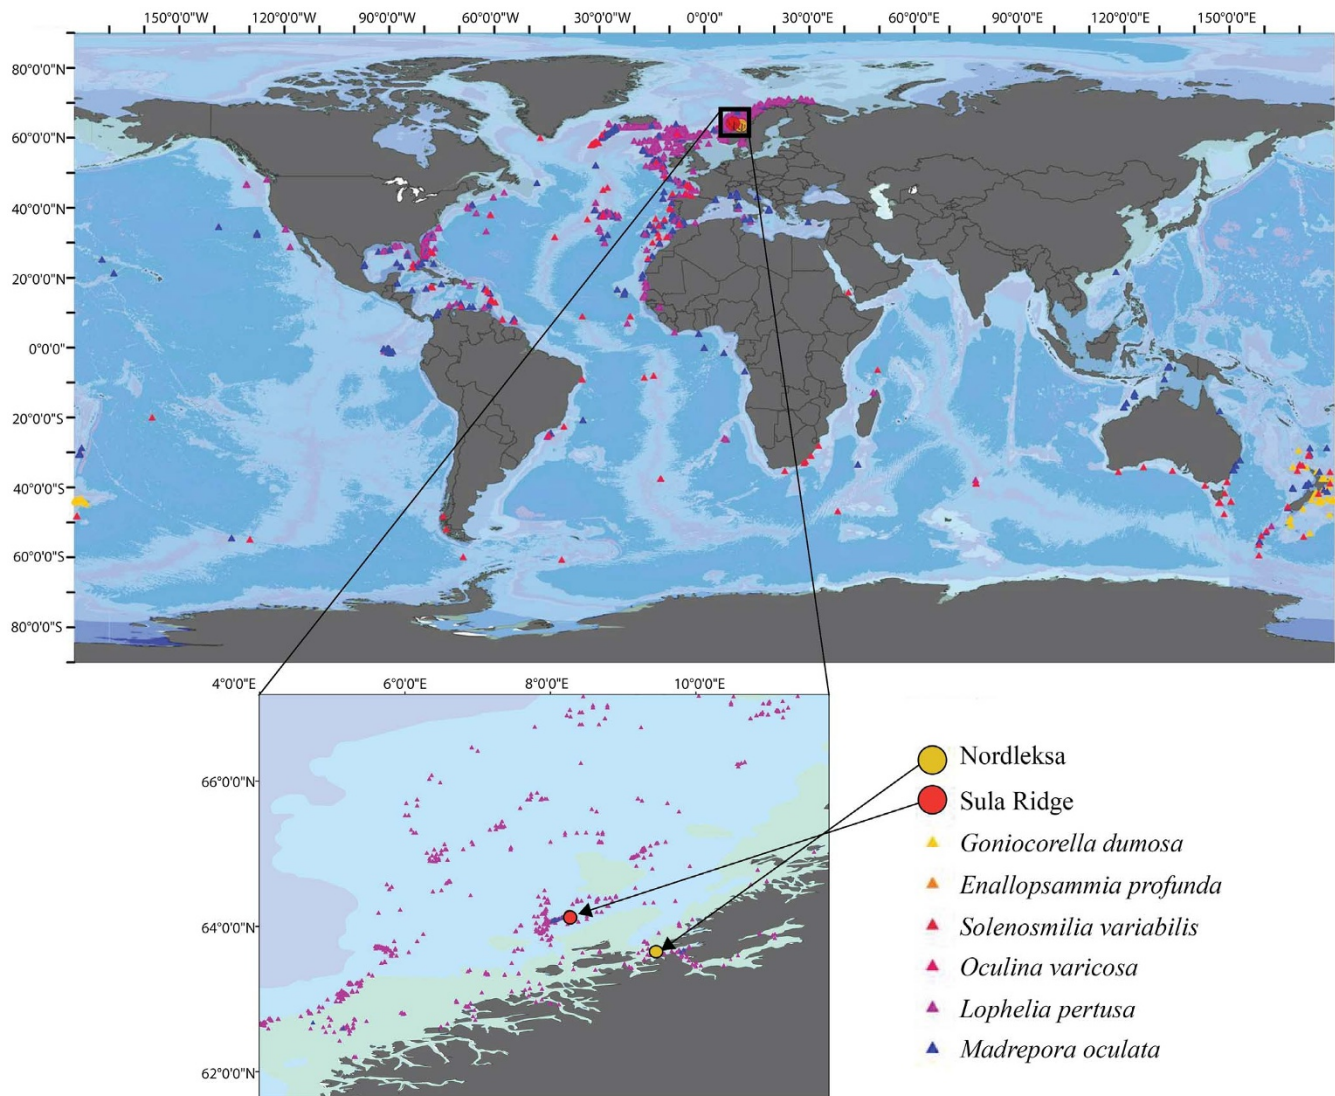 150°0'0"W 120°0'0"W 90°0'0"W 60°0'0"W 30°0'0"W 0°0'0" 30°0'0"E 60°0'0"E 90°0'0"E 120°0'0"E 150°0'0"E
80°0'0"N
60°0'0"N
40°0'0"N
20°0'0"N
0°0'0"
20°0'0"S
40°0'0"S
60°0'0"S
80°0'0"S
4°0'0"E 6°0'0"E 8°0'0"E 10°0'0"E
66°0'0"N
64°0'0"N
62°0'0"N
Nordleksa
Sula Ridge
Goniocorella dumosa
Enallopsammia profunda
Solenosmilia variabilis
Oculina varicosa
Lophelia pertusa
Madrepora oculata